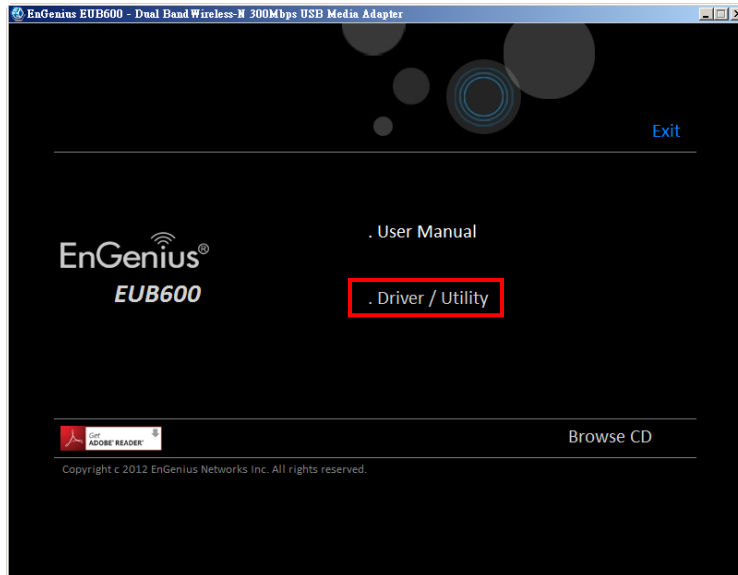 EnGenius EUB600 - Dual Band Wireless-N 300Mbps USB Media Adapter
Exit
. User Manual
EnGenius®
EUB600
. Driver / Utility
Get
ADOBE® READER®
Browse CD
Copyright c 2012 EnGenius Networks Inc. All rights reserved.